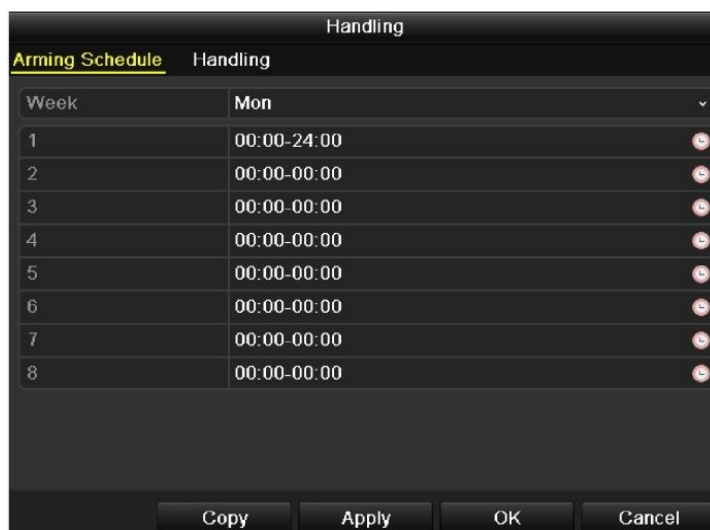 Handling
Arming Schedule Handling
Week Mon
1 00:00-24:00
2 00:00-00:00
3 00:00-00:00
4 00:00-00:00
5 00:00-00:00
6 00:00-00:00
7 00:00-00:00
8 00:00-00:00
Copy Apply OK Cancel